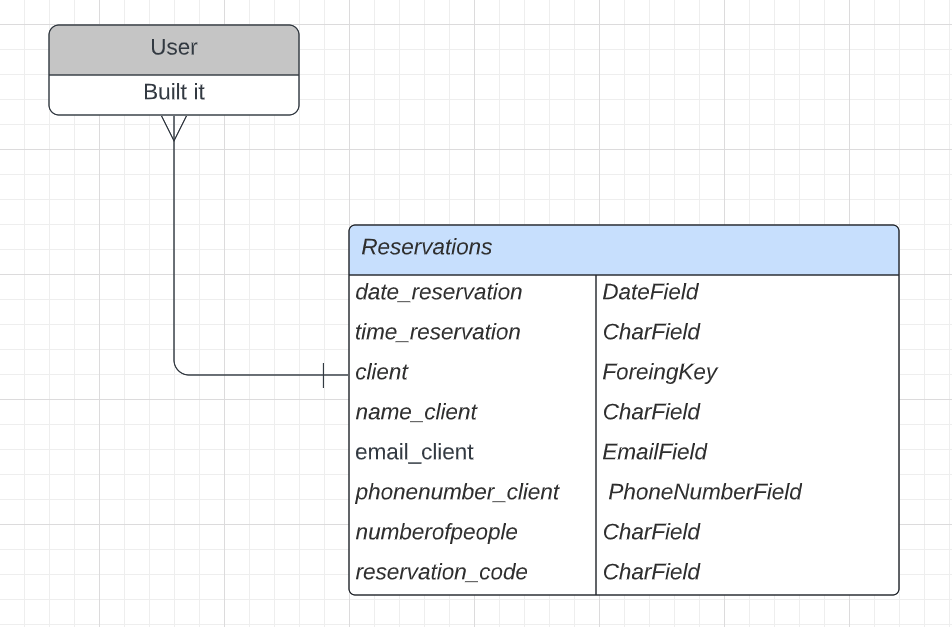 User
Built it
Reservations
date_reservation DateField
time_reservation CharField
client ForeingKey
name_client CharField
email_client EmailField
phonenumber_client PhoneNumberField
numberofpeople CharField
reservation_code CharField